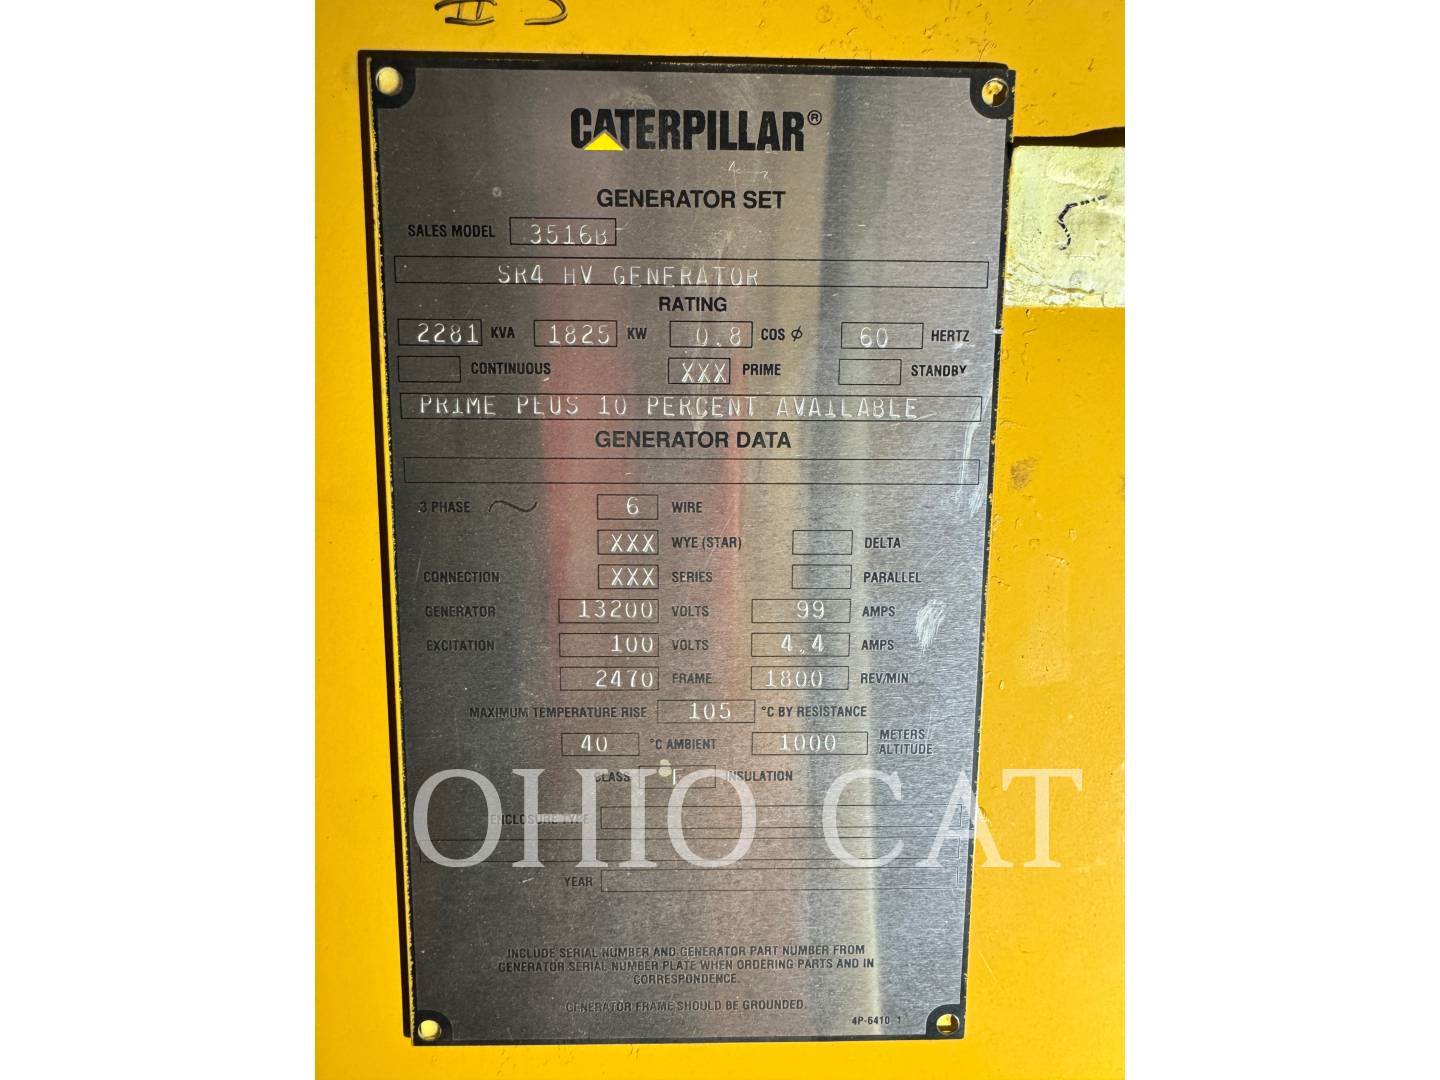 CATERPILLAR®
GENERATOR SET
SALES MODEL 3516B
SR4 HV GENERATOR
RATING
2281 KVA 1825 KW 0.8 COS ϕ 60 HERTZ
CONTINUOUS XXX PRIME STANDBY
PRIME PLUS 10 PERCENT AVAILABLE
GENERATOR DATA
3 PHASE 6 WIRE
XXX WYE (STAR) DELTA
CONNECTION XXX SERIES PARALLEL
GENERATOR 13200 VOLTS 99 AMPS
EXCITATION 100 VOLTS 4.4 AMPS
2470 FRAME 1800 REV/MIN
MAXIMUM TEMPERATURE RISE 105 °C BY RESISTANCE
40 °C AMBIENT 1000 METERS ALTITUDE
CLASS F INSULATION
OHIO CAT
ENCLOSURE TYPE
YEAR
INCLUDE SERIAL NUMBER AND GENERATOR PART NUMBER FROM
GENERATOR SERIAL NUMBER PLATE WHEN ORDERING PARTS AND IN
CORRESPONDENCE.
GENERATOR FRAME SHOULD BE GROUNDED.
4P-6410 1